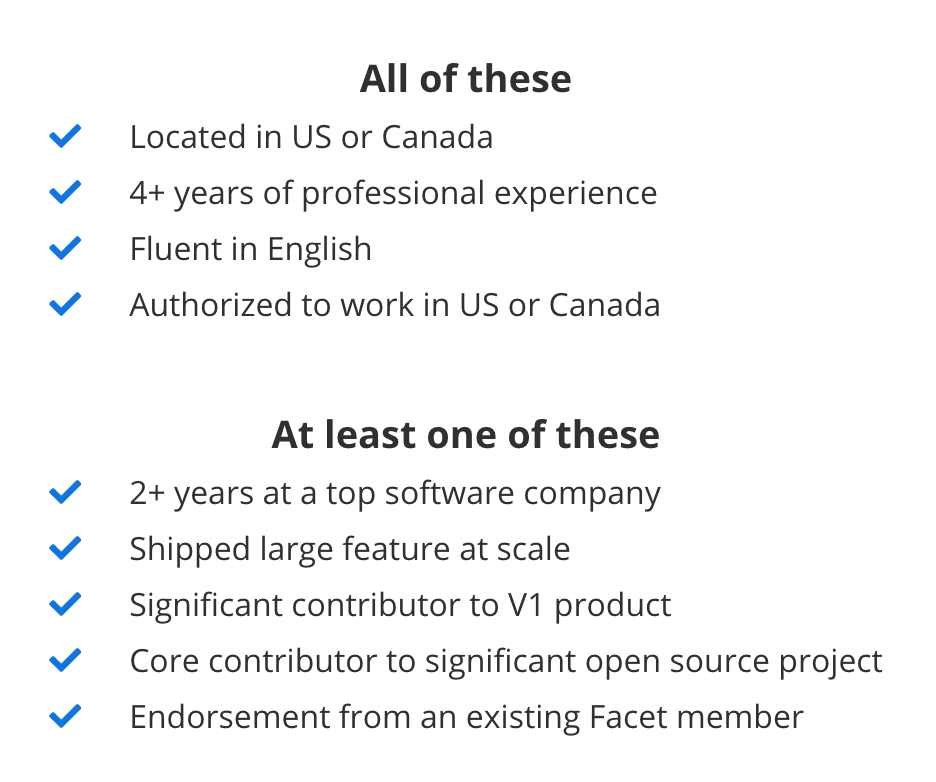 All of these
Located in US or Canada
4+ years of professional experience
Fluent in English
Authorized to work in US or Canada
At least one of these
2+ years at a top software company
Shipped large feature at scale
Significant contributor to V1 product
Core contributor to significant open source project
Endorsement from an existing Facet member